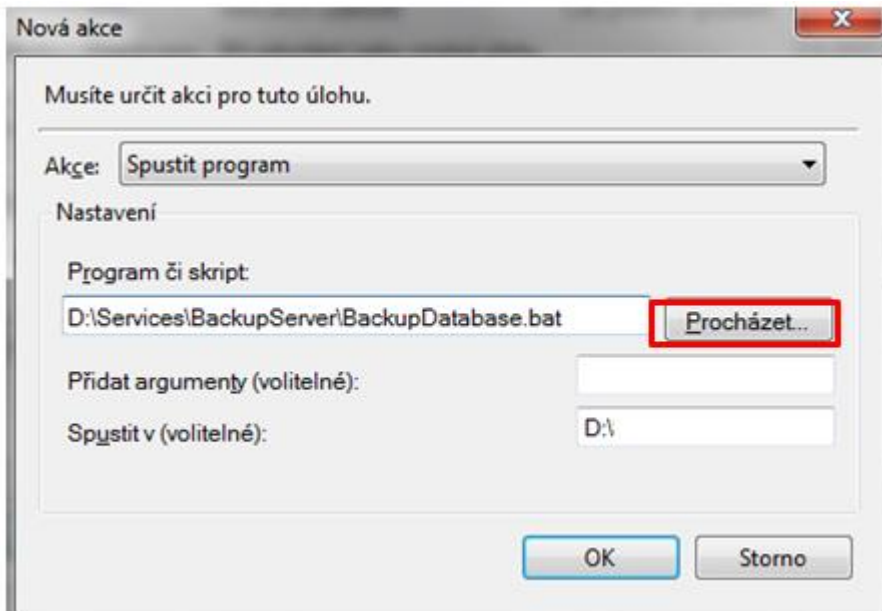 Nová akce
Musíte určit akci pro tuto úlohu.
Akce: Spustit program
Nastavení
Program či skript:
D:\Services\BackupServer\BackupDatabase.bat Procházet...
Přidat argumenty (volitelné):
Spustit v (volitelné): D:\
OK Storno